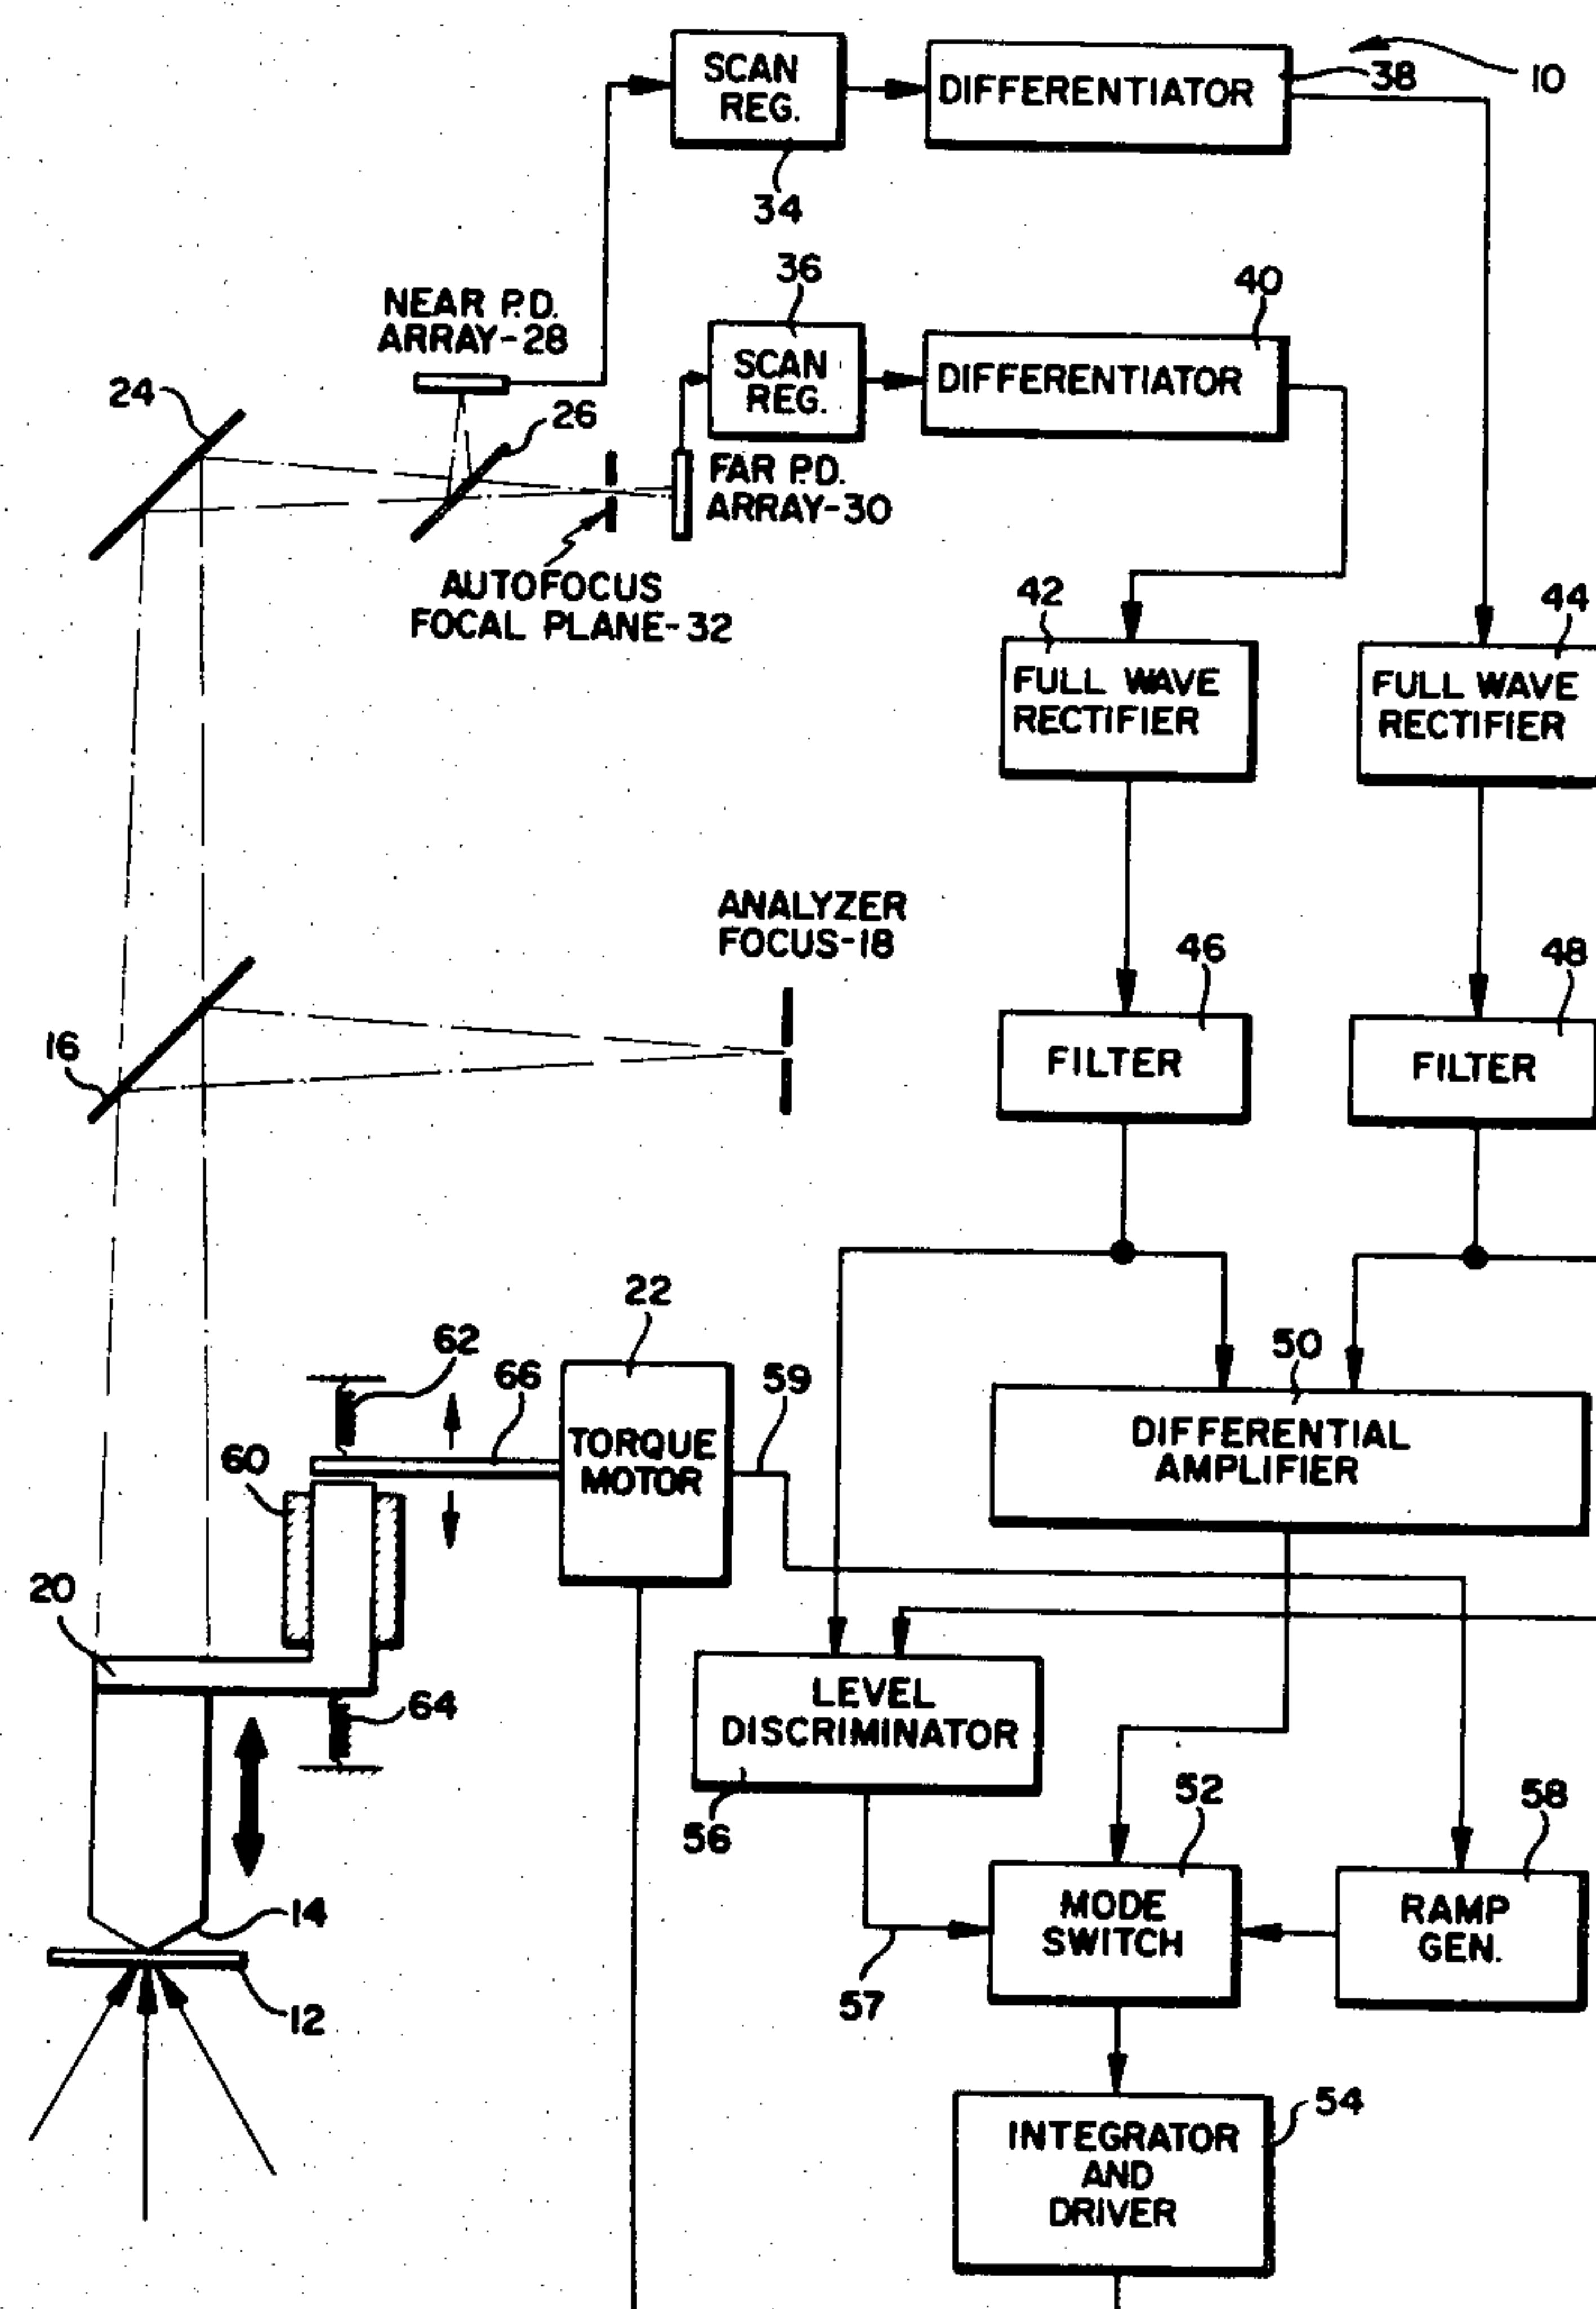 SCAN
REG.
34
DIFFERENTIATOR
38
10
NEAR P.D.
ARRAY-28
36
SCAN
REG.
40
DIFFERENTIATOR
24
26
FAR P.D.
ARRAY-30
AUTOFOCUS
FOCAL PLANE-32
42
FULL WAVE
RECTIFIER
44
FULL WAVE
RECTIFIER
ANALYZER
FOCUS-18
16
46
FILTER
48
FILTER
22
TORQUE
MOTOR
62
66
59
60
50
DIFFERENTIAL
AMPLIFIER
20
64
LEVEL
DISCRIMINATOR
56
52
MODE
SWITCH
58
RAMP
GEN.
14
12
57
54
INTEGRATOR
AND
DRIVER